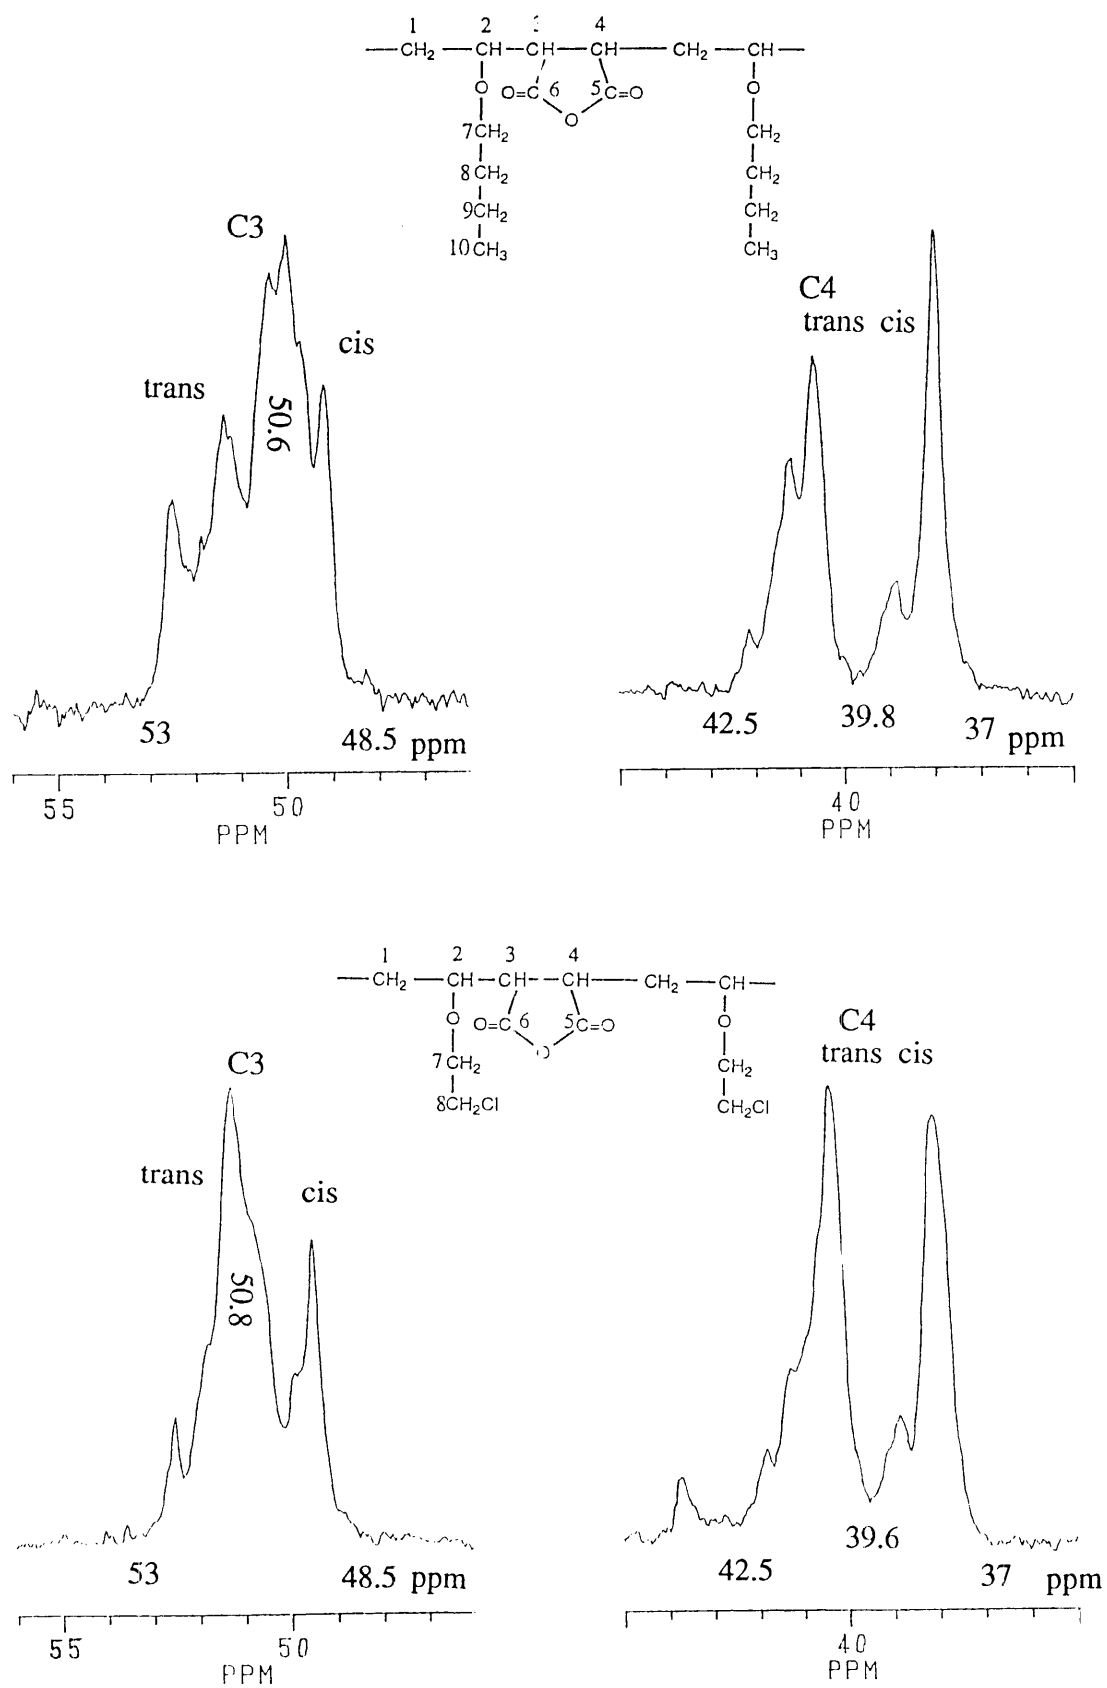 1 2 3 4
—CH₂—CH—CH—CH—CH₂—CH—
O O=C 6 5 C=O O
O
7CH₂ CH₂
8CH₂ CH₂
9CH₂ CH₂
10CH₃ CH₃
C3
trans
50.6
cis
C4
trans cis
53 48.5 ppm
42.5 39.8 37 ppm
55 50
PPM
40
PPM
1 2 3 4
—CH₂—CH—CH—CH—CH₂—CH—
O O=C 6 5 C=O O
O
7CH₂ CH₂
8CH₂Cl CH₂Cl
C3
trans
50.8
cis
C4
trans cis
53 48.5 ppm
42.5 39.6 37 ppm
55 50
PPM
40
PPM